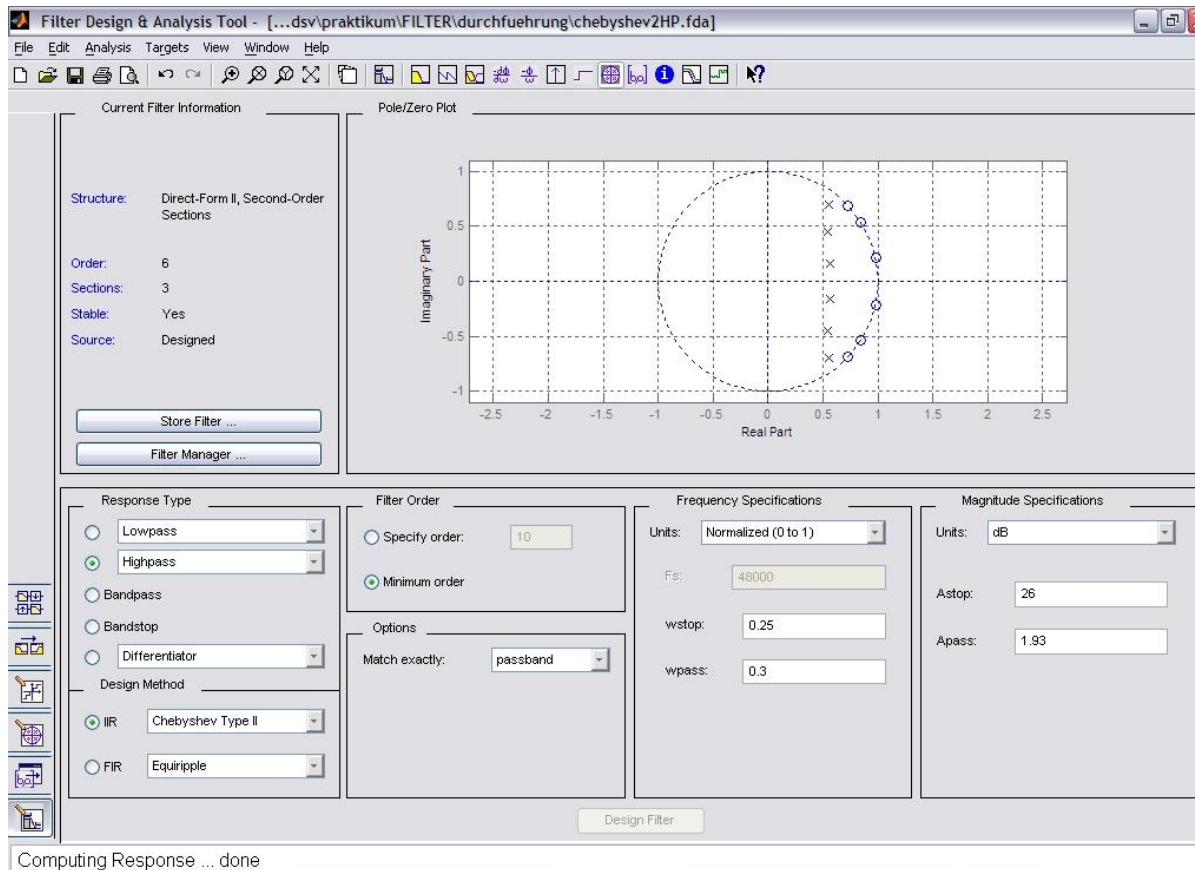 Filter Design & Analysis Tool - [...dsv\praktikum\FILTER\durchfuehrung\chebyshev2HP.fda]
File Edit Analysis Targets View Window Help
Current Filter Information
Structure: Direct-Form II, Second-Order
Sections
Order: 6
Sections: 3
Stable: Yes
Source: Designed
Store Filter ...
Filter Manager ...
Pole/Zero Plot
Imaginary Part
1
0.5
0
-0.5
-1
-2.5 -2 -1.5 -1 -0.5 0 0.5 1 1.5 2 2.5
Real Part
Response Type
Lowpass
Highpass
Bandpass
Bandstop
Differentiator
Design Method
IIR Chebyshev Type II
FIR Equiripple
Filter Order
Specify order: 10
Minimum order
Options
Match exactly: passband
Frequency Specifications
Units: Normalized (0 to 1)
Fs: 48000
wstop: 0.25
wpass: 0.3
Magnitude Specifications
Units: dB
Astop: 26
Apass: 1.93
Design Filter
Computing Response ... done